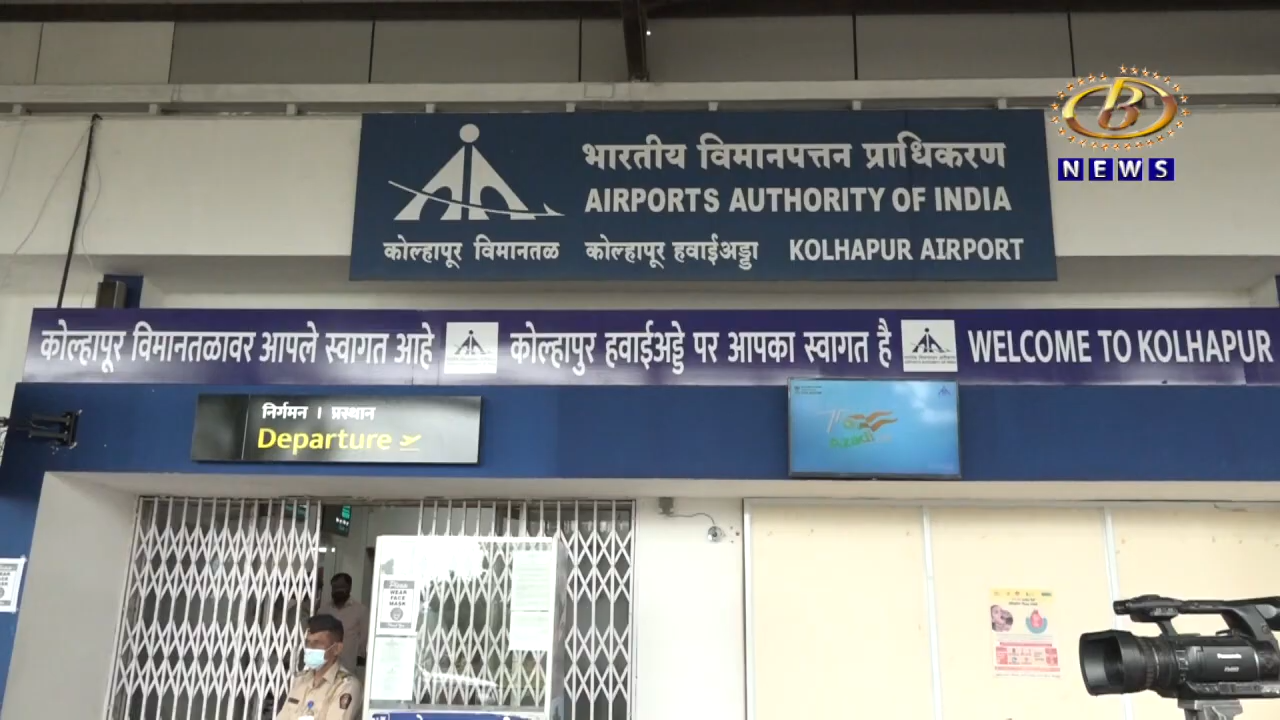 B
NEWS
भारतीय विमानपत्तन प्राधिकरण
AIRPORTS AUTHORITY OF INDIA
कोल्हापूर विमानतळ कोल्हापूर हवाईअड्डा KOLHAPUR AIRPORT
कोल्हापूर विमानतळावर आपले स्वागत आहे कोल्हापुर हवाईअड्डे पर आपका स्वागत है WELCOME TO KOLHAPUR
निर्गमन । प्रस्थान
Departure
WEAR
FACE
MASK
Panasonic